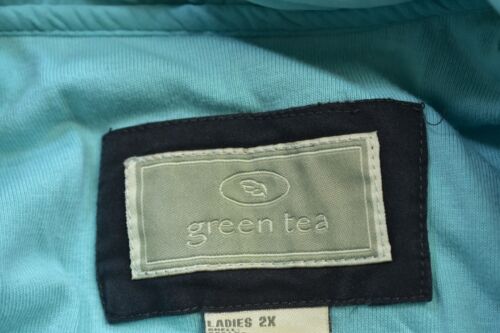 green tea
LADIES 2X